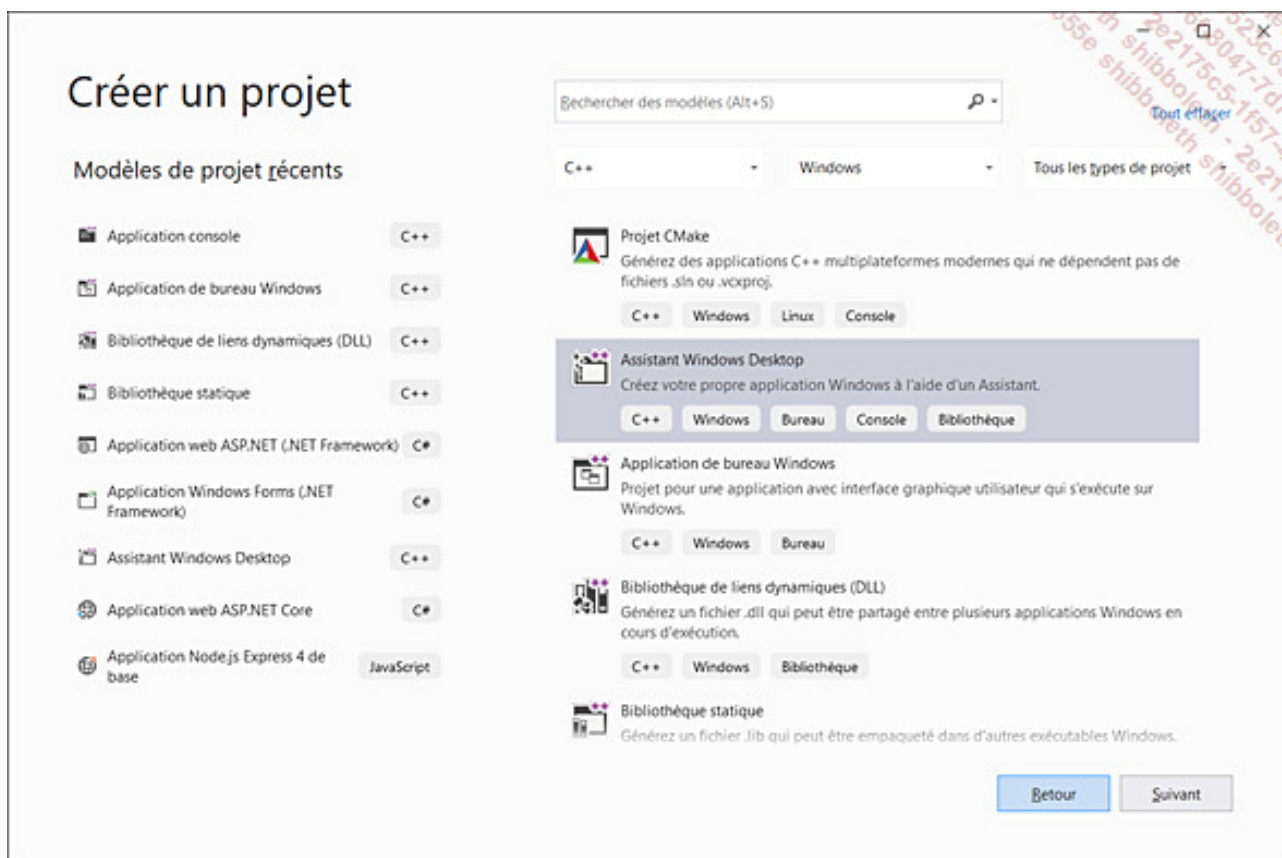 Créer un projet
Rechercher des modèles (Alt+S)
Tout effacer
Modèles de projet récents
C++
Windows
Tous les types de projet
Application console
C++
Application de bureau Windows
C++
Bibliothèque de liens dynamiques (DLL)
C++
Bibliothèque statique
C++
Application web ASP.NET (.NET Framework)
C#
Application Windows Forms (.NET
Framework)
C#
Assistant Windows Desktop
C++
Application web ASP.NET Core
C#
Application Node.js Express 4 de
base
JavaScript
Projet CMake
Générez des applications C++ multiplateformes modernes qui ne dépendent pas de
fichiers .sln ou .vcxproj.
C++ Windows Linux Console
Assistant Windows Desktop
Créez votre propre application Windows à l'aide d'un Assistant.
C++ Windows Bureau Console Bibliothèque
Application de bureau Windows
Projet pour une application avec interface graphique utilisateur qui s'exécute sur
Windows.
C++ Windows Bureau
Bibliothèque de liens dynamiques (DLL)
Générez un fichier .dll qui peut être partagé entre plusieurs applications Windows en
cours d'exécution.
C++ Windows Bibliothèque
Bibliothèque statique
Générez un fichier .lib qui peut être empaqueté dans d'autres exécutables Windows.
Retour
Suivant